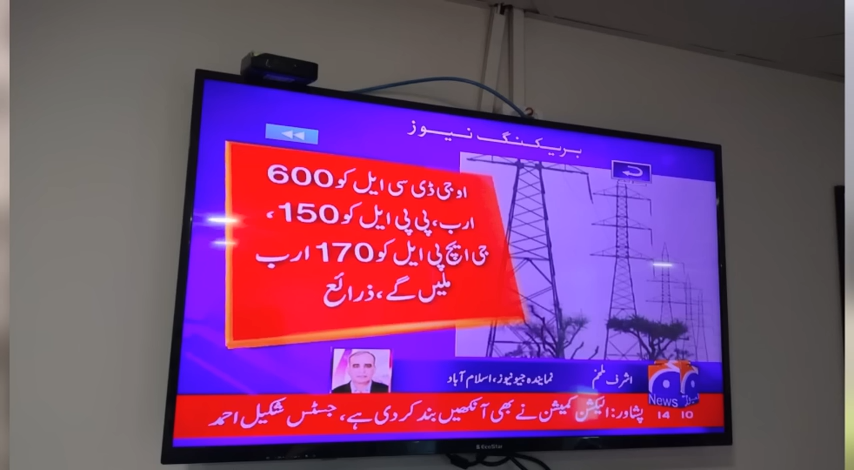 بریکنگ نیوز
او جی ڈی سی ایل کو 600
ارب، پی پی ایل کو 150،
جی ایچ پی ایل کو 170 ارب
ملیں گے، ذرائع
اشرف ملخم نمایندہ جیو نیوز، اسلام آباد
News
14 10
پشاور: الیکشن کمیشن نے بھی آنکھیں بند کر دی ہے، جسٹس شکیل احمد